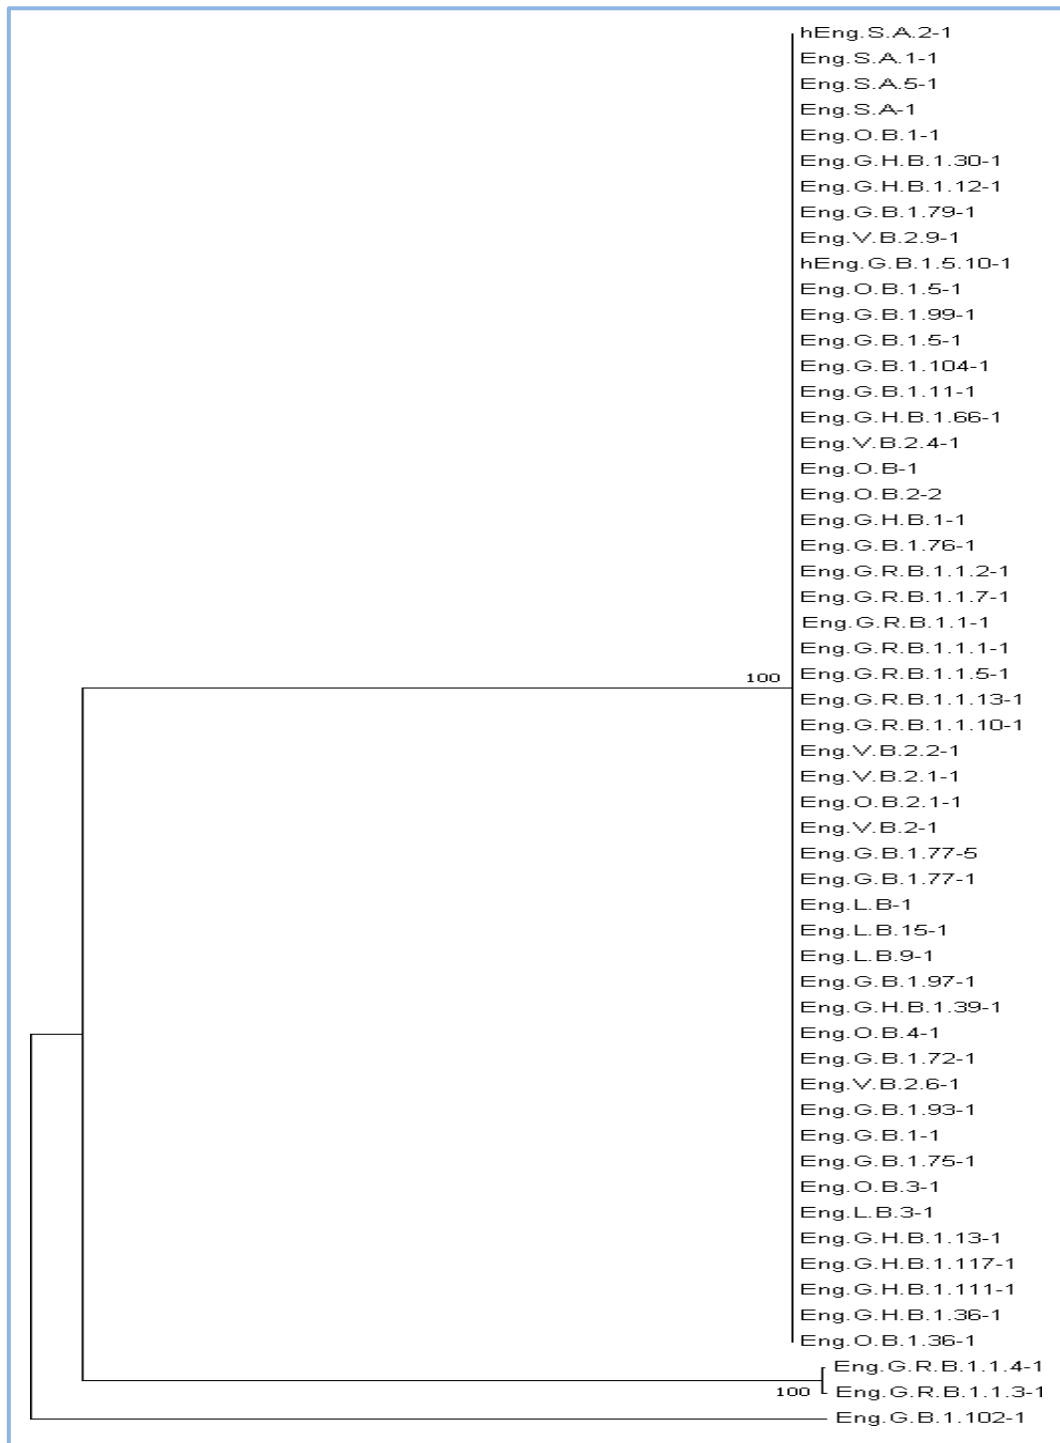 hEng.S.A.2-1
Eng.S.A.1-1
Eng.S.A.5-1
Eng.S.A-1
Eng.O.B.1-1
Eng.G.H.B.1.30-1
Eng.G.H.B.1.12-1
Eng.G.B.1.79-1
Eng.V.B.2.9-1
hEng.G.B.1.5.10-1
Eng.O.B.1.5-1
Eng.G.B.1.99-1
Eng.G.B.1.5-1
Eng.G.B.1.104-1
Eng.G.B.1.11-1
Eng.G.H.B.1.66-1
Eng.V.B.2.4-1
Eng.O.B-1
Eng.O.B.2-2
Eng.G.H.B.1-1
Eng.G.B.1.76-1
Eng.G.R.B.1.1.2-1
Eng.G.R.B.1.1.7-1
Eng.G.R.B.1.1-1
Eng.G.R.B.1.1.1-1
100 Eng.G.R.B.1.1.5-1
Eng.G.R.B.1.1.13-1
Eng.G.R.B.1.1.10-1
Eng.V.B.2.2-1
Eng.V.B.2.1-1
Eng.O.B.2.1-1
Eng.V.B.2-1
Eng.G.B.1.77-5
Eng.G.B.1.77-1
Eng.L.B-1
Eng.L.B.15-1
Eng.L.B.9-1
Eng.G.B.1.97-1
Eng.G.H.B.1.39-1
Eng.O.B.4-1
Eng.G.B.1.72-1
Eng.V.B.2.6-1
Eng.G.B.1.93-1
Eng.G.B.1-1
Eng.G.B.1.75-1
Eng.O.B.3-1
Eng.L.B.3-1
Eng.G.H.B.1.13-1
Eng.G.H.B.1.117-1
Eng.G.H.B.1.111-1
Eng.G.H.B.1.36-1
Eng.O.B.1.36-1
Eng.G.R.B.1.1.4-1
100 Eng.G.R.B.1.1.3-1
Eng.G.B.1.102-1